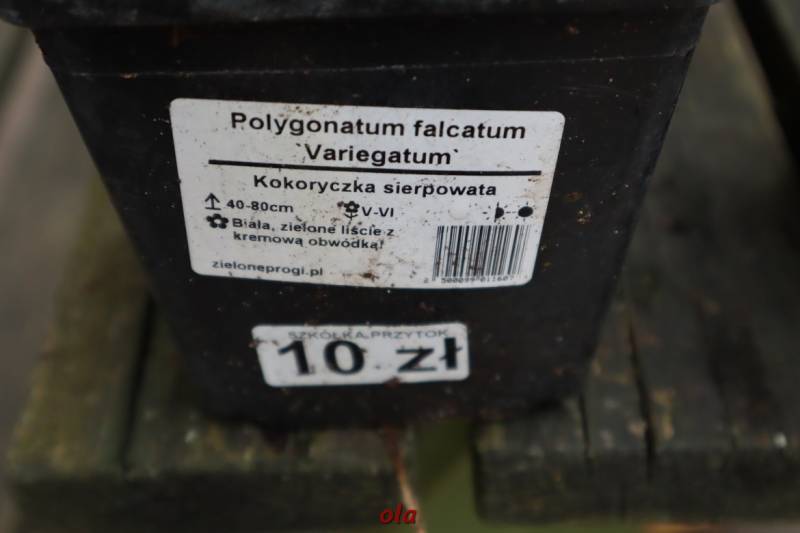 Polygonatum falcatum
`Variegatum`
Kokoryczka sierpowata
40-80cm V-VI
Biala, zielone liście z
kremową obwódką!
zieloneprogi.pl
SZKÓŁKA PRZYTOK
10 zł
ola